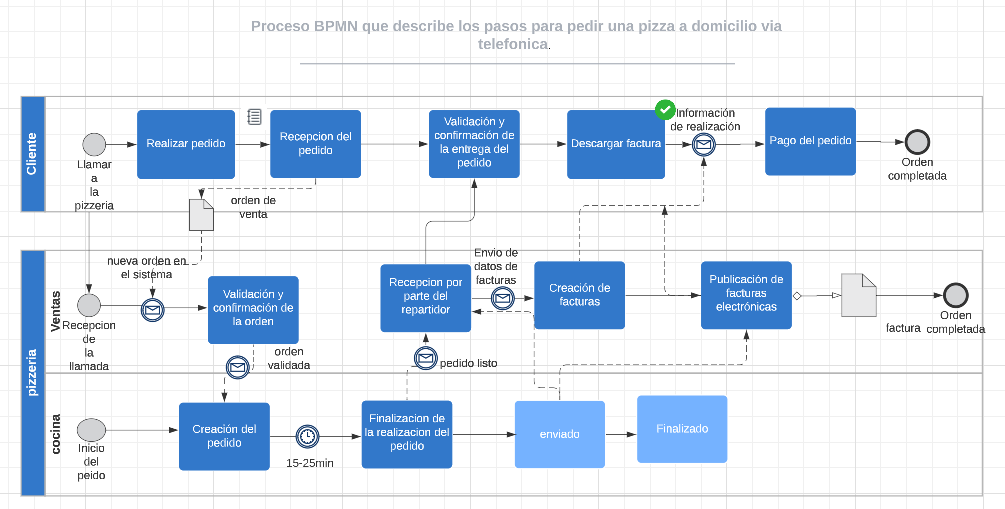 Proceso BPMN que describe los pasos para pedir una pizza a domicilio via
telefonica.
Cliente
Llamar
a
la
pizzeria
Realizar pedido
Recepcion del
pedido
orden de
venta
Validación y
confirmación de
la entrega del
pedido
Descargar factura
Información
de realización
Pago del pedido
Orden
completada
pizzeria
Ventas
Recepcion
de
la
llamada
nueva orden en
el sistema
Validación y
confirmación de
la orden
orden
validada
Recepcion por
parte del
repartidor
pedido listo
Envio de
datos de
facturas
Creación de
facturas
Publicación de
facturas
electrónicas
factura
Orden
completada
cocina
Inicio
del
peido
Creación del
pedido
15-25min
Finalizacion de
la realizacion del
pedido
enviado
Finalizado